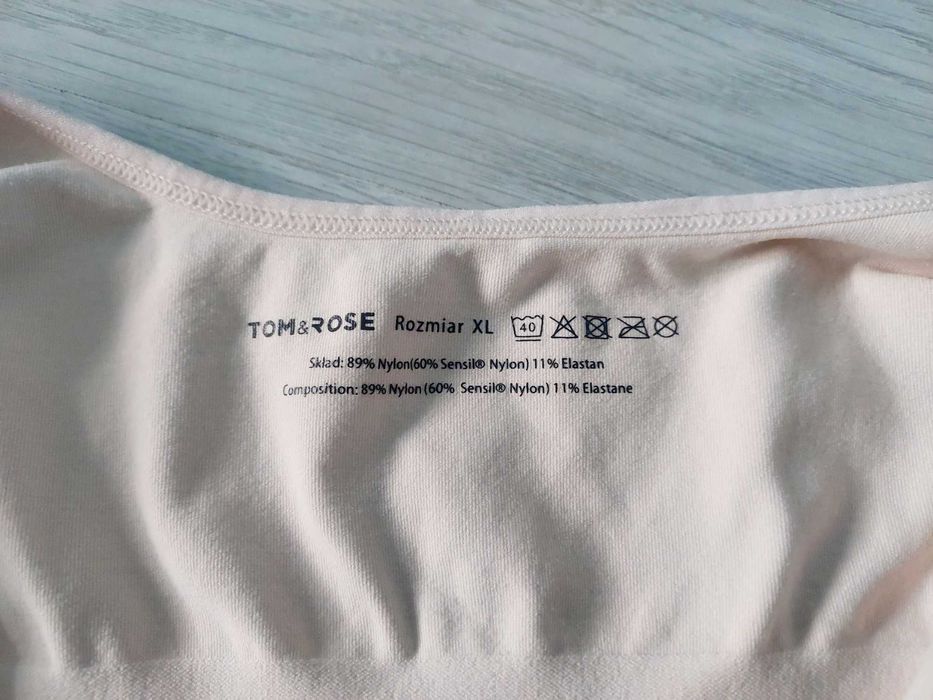 TOM&ROSE Rozmiar XL 40
Skład: 89% Nylon(60% Sensil® Nylon) 11% Elastan
Composition: 89% Nylon (60% Sensil® Nylon) 11% Elastane